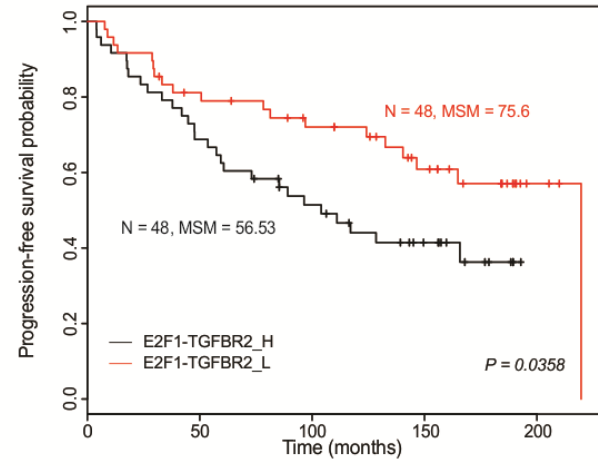 Progression-free survival probability
1.0
0.8
0.6
0.4
0.2
0.0
N = 48, MSM = 75.6
N = 48, MSM = 56.53
E2F1-TGFBR2_H
E2F1-TGFBR2_L
P = 0.0358
0 50 100 150 200
Time (months)